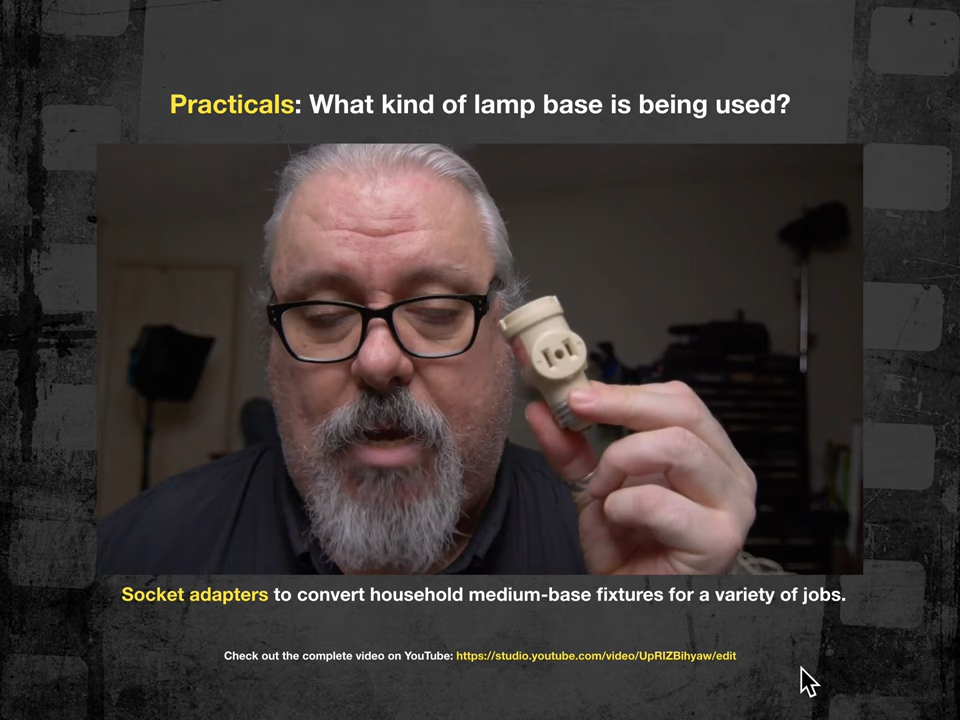 Practicals: What kind of lamp base is being used?
Socket adapters to convert household medium-base fixtures for a variety of jobs.
Check out the complete video on YouTube: https://studio.youtube.com/video/UpRIZBihyaw/edit